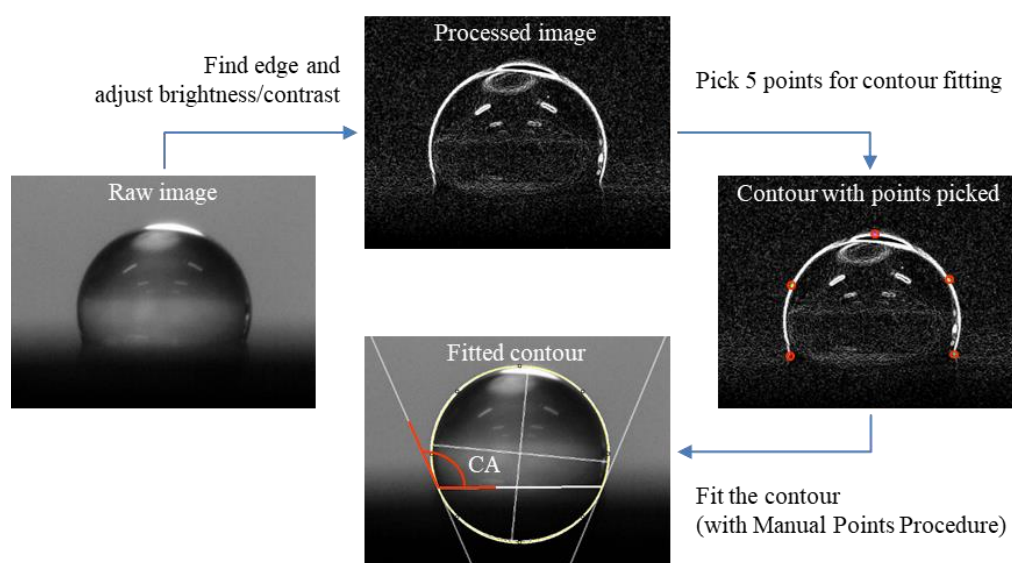 Processed image
Find edge and
adjust brightness/contrast
Pick 5 points for contour fitting
Raw image
Contour with points picked
Fitted contour
CA
Fit the contour
(with Manual Points Procedure)